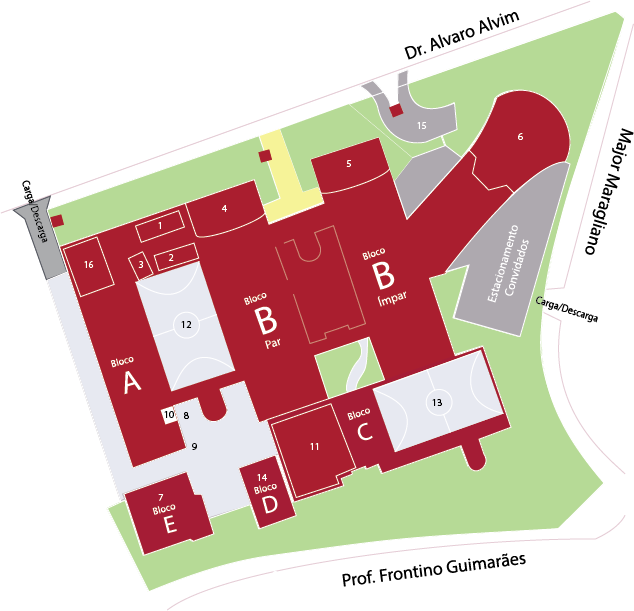 Dr. Alvaro Alvim
Major Maragliano
6
15
5
Carga/Descarga
4
1
2
3
16
Estacionamento
Convidados
Bloco
B
Ímpar
Bloco
B
Par
Carga/Descarga
12
Bloco
A
13
10
8
9
Bloco
C
11
14
Bloco
D
7
Bloco
E
Prof. Frontino Guimarães